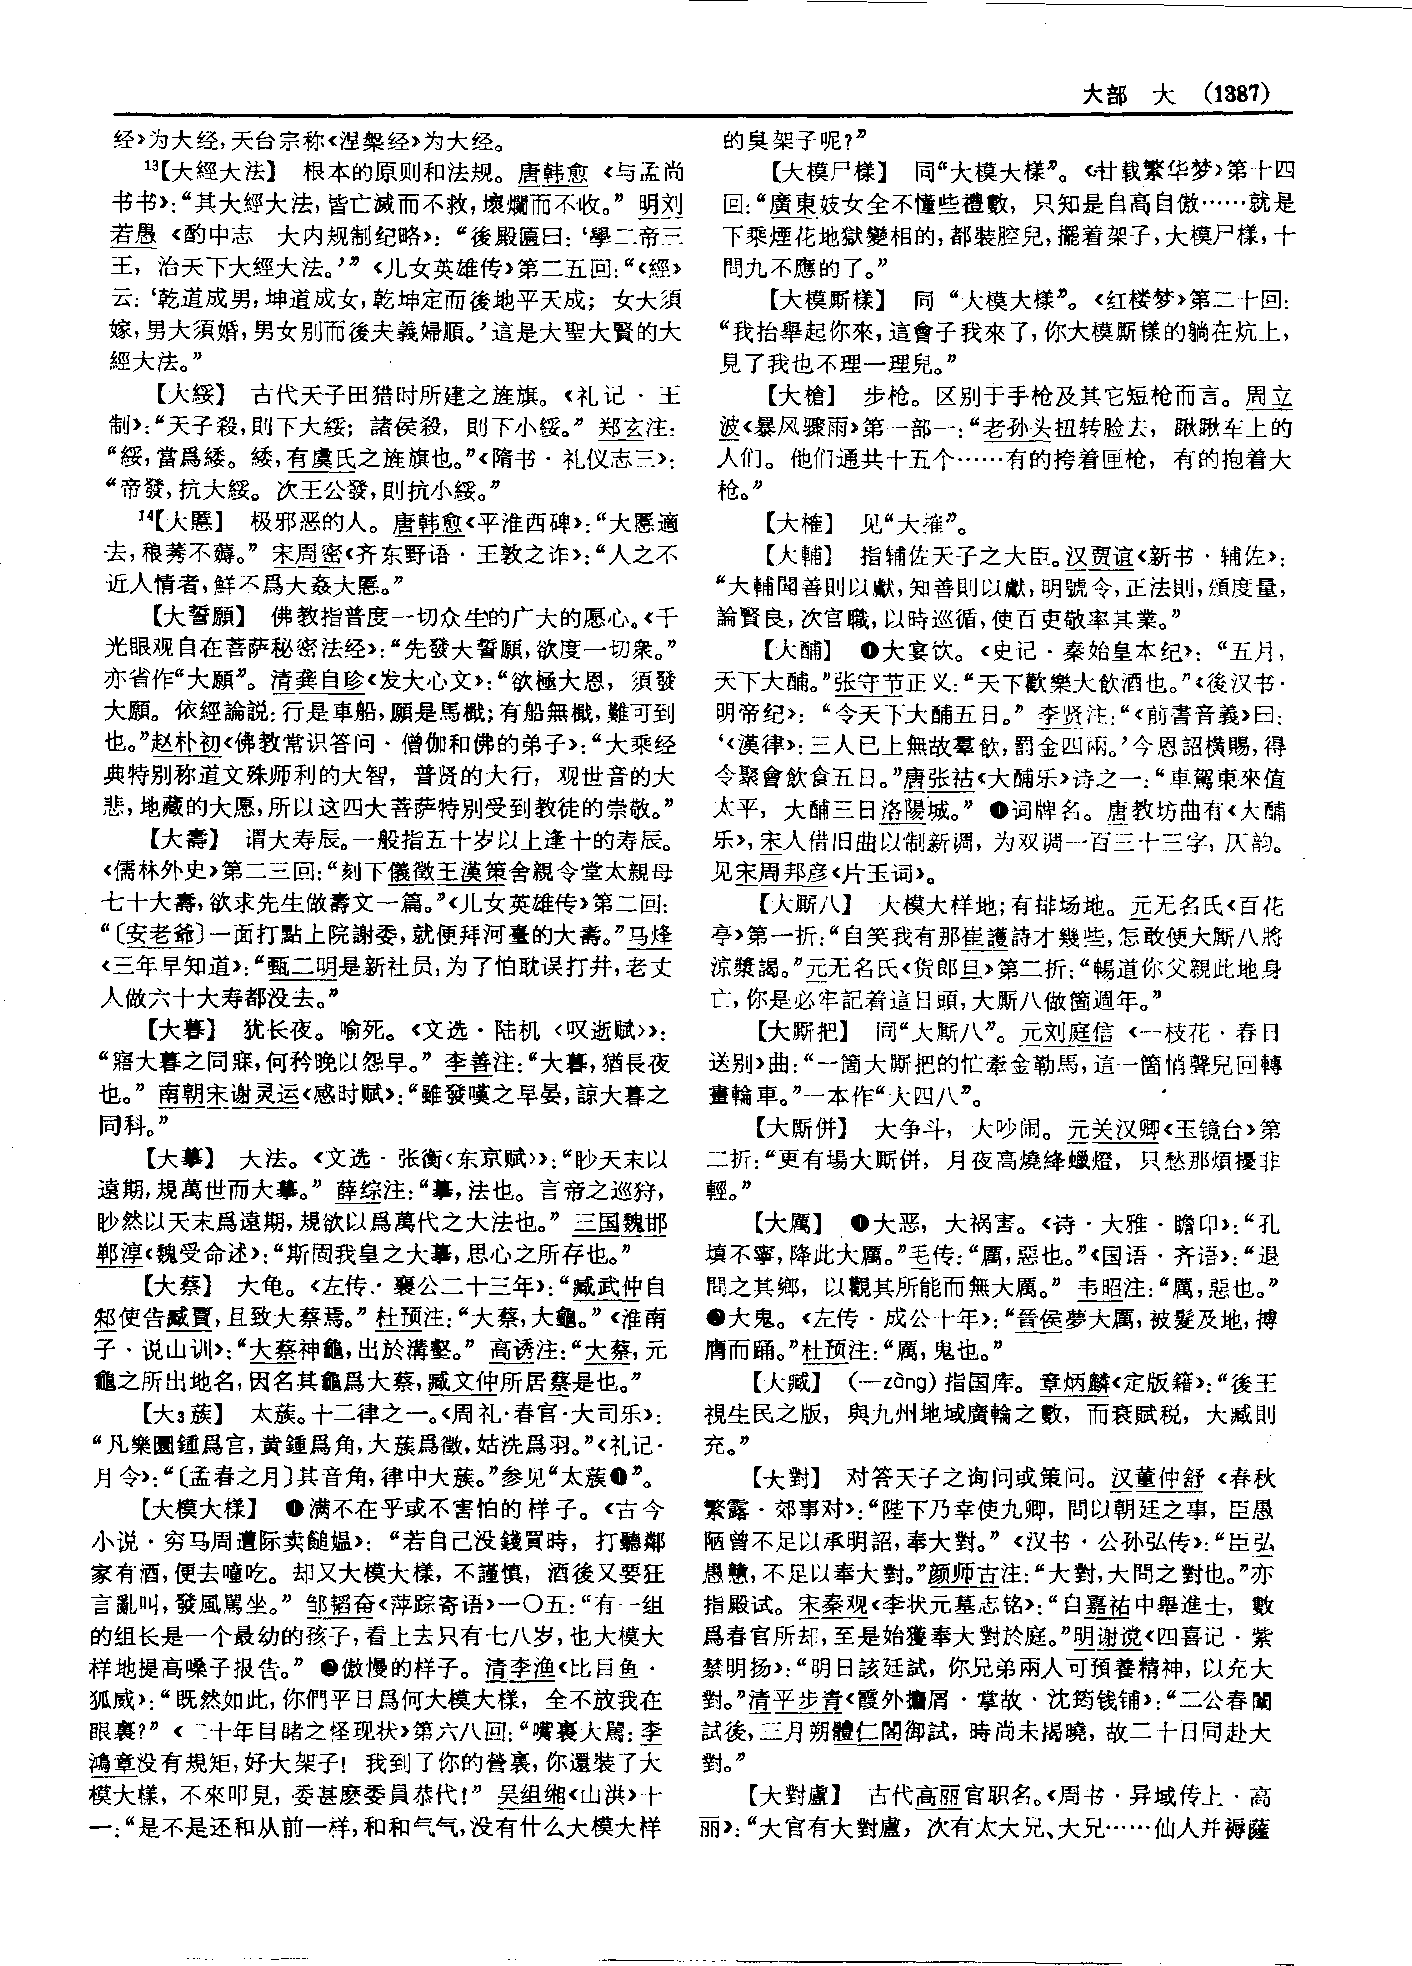 大部　大　(1387)
经》为大经，天台宗称《涅槃经》为大经。
13【大經大法】　根本的原则和法规。唐韩愈《与孟尚
书书》：“其大經大法，皆亡滅而不救，壞爛而不收。”明刘
若愚《酌中志　大内规制纪略》：“後殿匾曰：‘學二帝三
王，治天下大經大法。’”《儿女英雄传》第二五回：“《經》
云：‘乾道成男，坤道成女，乾坤定而後地平天成；女大須
嫁，男大須婚，男女别而後夫義婦順。’這是大聖大賢的大
經大法。”
【大綏】　古代天子田猎时所建之旌旗。《礼记·王
制》：“天子殺，則下大綏；諸侯殺，則下小綏。”郑玄注：
“綏，當爲緌。緌，有虞氏之旌旗也。”《隋书·礼仪志三》：
“帝發，抗大綏。次王公發，則抗小綏。”
14【大慝】　极邪恶的人。唐韩愈《平淮西碑》：“大慝適
去，稂莠不薅。”宋周密《齐东野语·王敦之诈》：“人之不
近人情者，鮮不爲大姦大慝。”
【大誓願】　佛教指普度一切众生的广大的愿心。《千
光眼观自在菩萨秘密法经》：“先發大誓願，欲度一切衆。”
亦省作“大願”。清龚自珍《发大心文》：“欲極大恩，須發
大願。依經論説：行是車船，願是馬檝；有船無檝，難可到
也。”赵朴初《佛教常识答问·僧伽和佛的弟子》：“大乘经
典特别称道文殊师利的大智，普贤的大行，观世音的大
悲，地藏的大愿，所以这四大菩萨特别受到教徒的崇敬。”
【大壽】　谓大寿辰。一般指五十岁以上逢十的寿辰。
《儒林外史》第二三回：“刻下儀徵王漢策舍親令堂太親母
七十大壽，欲求先生做壽文一篇。”《儿女英雄传》第二回：
“〔安老爺〕一面打點上院謝委，就便拜河臺的大壽。”马烽
《三年早知道》：“甄二明是新社员，为了怕耽误打井，老丈
人做六十大寿都没去。”
【大暮】　犹长夜。喻死。《文选·陆机〈叹逝赋〉》：
“寤大暮之同寐，何矜晚以怨早。”李善注：“大暮，猶長夜
也。”南朝宋谢灵运《感时赋》：“雖發嘆之早晏，諒大暮之
同科。”
【大摹】　大法。《文选·张衡〈东京赋〉》：“眇天末以
遠期，規萬世而大摹。”薛综注：“摹，法也。言帝之巡狩，
眇然以天末爲遠期，規欲以爲萬代之大法也。”三国魏邯
郸淳《魏受命述》：“斯固我皇之大摹，思心之所存也。”
【大蔡】　大龟。《左传·襄公二十三年》：“臧武仲自
邾使告臧賈，且致大蔡焉。”杜预注：“大蔡，大龜。”《淮南
子·说山训》：“大蔡神龜，出於溝壑。”高诱注：“大蔡，元
龜之所出地名，因名其龜爲大蔡，臧文仲所居蔡是也。”
【大3蔟】　太蔟。十二律之一。《周礼·春官·大司乐》：
“凡樂圜鍾爲宫，黄鍾爲角，大蔟爲徵，姑洗爲羽。”《礼记·
月令》：“〔孟春之月〕其音角，律中大蔟。”参见“太蔟❶”。
【大模大樣】　❶满不在乎或不害怕的样子。《古今
小说·穷马周遭际卖䭔媪》：“若自己没錢買時，打聽鄰
家有酒，便去噇吃。却又大模大樣，不謹慎，酒後又要狂
言亂叫，發風罵坐。”邹韬奋《萍踪寄语》一〇五：“有一组
的组长是一个最幼的孩子，看上去只有七八岁，也大模大
样地提高嗓子报告。”❷傲慢的样子。清李渔《比目鱼·
狐威》：“既然如此，你們平日爲何大模大樣，全不放我在
眼裏？”《二十年目睹之怪现状》第六八回：“嘴裏大罵：李
鴻章没有規矩，好大架子！我到了你的營裏，你還裝了大
模大樣，不來叩見，委甚麽委員恭代！”吴组缃《山洪》十
一：“是不是还和从前一样，和和气气，没有什么大模大样
的臭架子呢？”
【大模尸樣】　同“大模大樣”。《廿载繁华梦》第十四
回：“廣東妓女全不懂些禮數，只知是自高自傲……就是
下乘煙花地獄變相的，都裝腔兒，擺着架子，大模尸樣，十
問九不應的了。”
【大模厮樣】　同“大模大樣”。《红楼梦》第二十回：
“我抬舉起你來，這會子我來了，你大模厮樣的躺在炕上，
見了我也不理一理兒。”
【大槍】　步枪。区别于手枪及其它短枪而言。周立
波《暴风骤雨》第一部一：“老孙头扭转脸去，瞅瞅车上的
人们。他们通共十五个……有的挎着匣枪，有的抱着大
枪。”
【大榷】　见“大搉”。
【大輔】　指辅佐天子之大臣。汉贾谊《新书·辅佐》：
“大輔聞善則以獻，知善則以獻，明號令，正法則，頒度量，
論賢良，次官職，以時巡循，使百吏敬率其業。”
【大酺】　❶大宴饮。《史记·秦始皇本纪》：“五月，
天下大酺。”张守节正义：“天下歡樂大飲酒也。”《後汉书·
明帝纪》：“令天下大酺五日。”李贤注：“《前書音義》曰：
‘《漢律》：三人已上無故羣飲，罰金四兩。’今恩詔横賜，得
令聚會飲食五日。”唐张祜《大酺乐》诗之一：“車駕東來值
太平，大酺三日洛陽城。”❷词牌名。唐教坊曲有《大酺
乐》，宋人借旧曲以制新调，为双调一百三十三字，仄韵。
见宋周邦彦《片玉词》。
【大厮八】　大模大样地；有排场地。元无名氏《百花
亭》第一折：“自笑我有那崔護詩才幾些，怎敢便大厮八將
涼漿謁。”元无名氏《货郎旦》第二折：“暢道你父親此地身
亡，你是必牢記着這日頭，大厮八做箇週年。”
【大厮把】　同“大厮八”。元刘庭信《一枝花·春日
送别》曲：“一箇大厮把的忙牽金勒馬，這一箇悄聲兒回轉
畫輪車。”一本作“大四八”。
【大厮併】　大争斗，大吵闹。元关汉卿《玉镜台》第
二折：“更有場大厮併，月夜高燒絳蠟燈，只愁那煩擾非
輕。”
【大厲】　❶大恶，大祸害。《诗·大雅·瞻卬》：“孔
填不寧，降此大厲。”毛传：“厲，惡也。”《国语·齐语》：“退
問之其鄉，以觀其所能而無大厲。”韦昭注：“厲，惡也。”
❷大鬼。《左传·成公十年》：“晉侯夢大厲，被髮及地，搏
膺而踊。”杜预注：“厲，鬼也。”
【大臧】　(—zàng)指国库。章炳麟《定版籍》：“後王
視生民之版，與九州地域廣輪之數，而衰賦税，大臧則
充。”
【大對】　对答天子之询问或策问。汉董仲舒《春秋
繁露·郊事对》：“陛下乃幸使九卿，問以朝廷之事，臣愚
陋曾不足以承明詔，奉大對。”《汉书·公孙弘传》：“臣弘
愚戇，不足以奉大對。”颜师古注：“大對，大問之對也。”亦
指殿试。宋秦观《李状元墓志铭》：“自嘉祐中舉進士，數
爲春官所却，至是始獲奉大對於庭。”明谢谠《四喜记·紫
禁明扬》：“明日該廷試，你兄弟兩人可預養精神，以充大
對。”清平步青《霞外攟屑·掌故·沈筠钱铺》：“二公春闈
試後，三月朔體仁閣御試，時尚未揭曉，故二十日同赴大
對。”
【大對盧】　古代高丽官职名。《周书·异域传上·高
丽》：“大官有大對盧，次有太大兄、大兄……仙人并褥薩